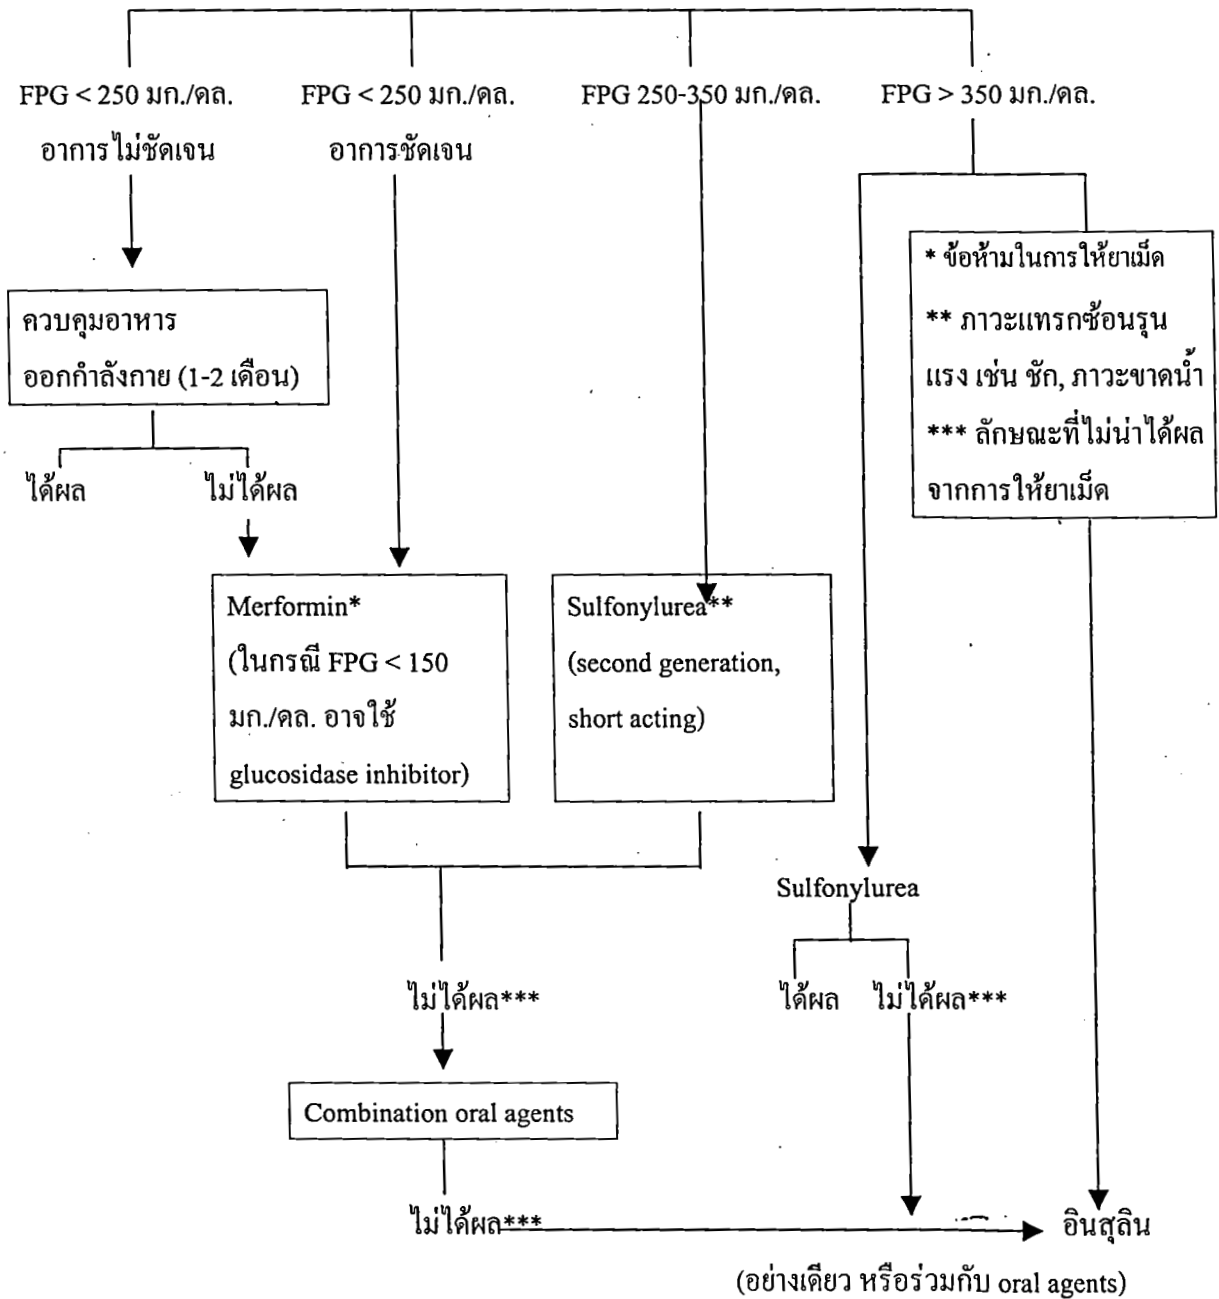 FPG < 250 มก./ดล.
อาการไม่ชัดเจน
FPG < 250 มก./ดล.
อาการชัดเจน
FPG 250-350 มก./ดล.
FPG > 350 มก./ดล.
* ข้อห้ามในการให้ยาเม็ด
** ภาวะแทรกซ้อนรุน
แรง เช่น ชัก, ภาวะขาดน้ำ
*** ลักษณะที่ไม่น่าได้ผล
จากการให้ยาเม็ด
ควบคุมอาหาร
ออกกำลังกาย (1-2 เดือน)
ได้ผล
ไม่ได้ผล
Merformin*
(ในกรณี FPG < 150
มก./ดล. อาจใช้
glucosidase inhibitor)
Sulfonylurea**
(second generation,
short acting)
Sulfonylurea
ไม่ได้ผล***
ได้ผล
ไม่ได้ผล***
Combination oral agents
ไม่ได้ผล***
อินสุลิน
(อย่างเดียว หรือร่วมกับ oral agents)